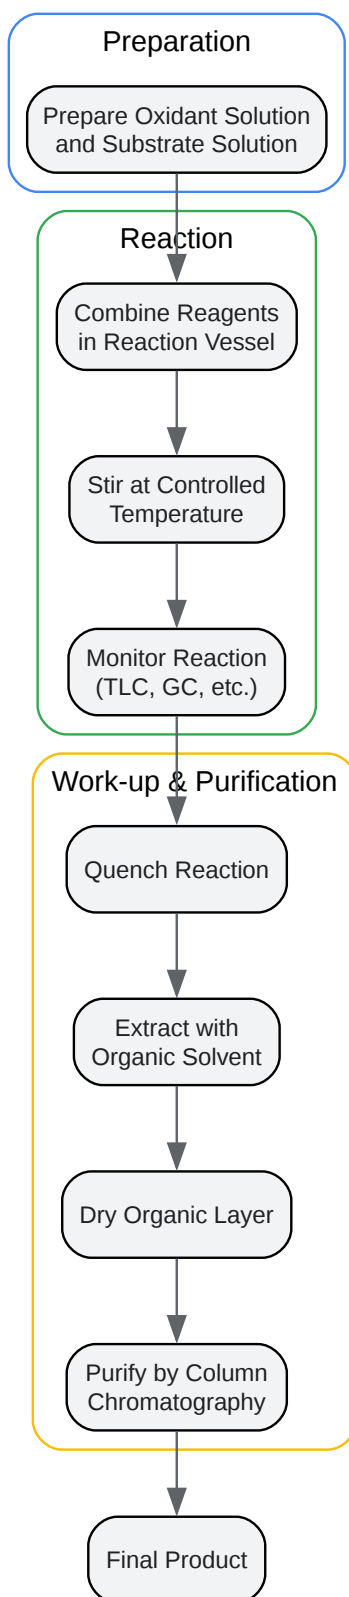 Preparation
Prepare Oxidant Solution
and Substrate Solution
Reaction
Combine Reagents
in Reaction Vessel
Stir at Controlled
Temperature
Monitor Reaction
(TLC, GC, etc.)
Work-up & Purification
Quench Reaction
Extract with
Organic Solvent
Dry Organic Layer
Purify by Column
Chromatography
Final Product